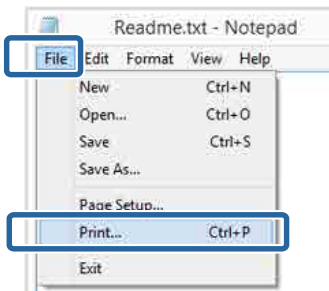 Readme.txt - Notepad
File Edit Format View Help
New Ctrl+N
Open... Ctrl+O
Save Ctrl+S
Save As...
Page Setup...
Print... Ctrl+P
Exit